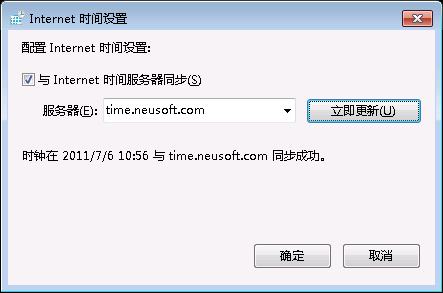 Internet 时间设置
配置 Internet 时间设置:
与 Internet 时间服务器同步(S)
服务器(E): time.neusoft.com 立即更新(U)
时钟在 2011/7/6 10:56 与 time.neusoft.com 同步成功。
确定 取消